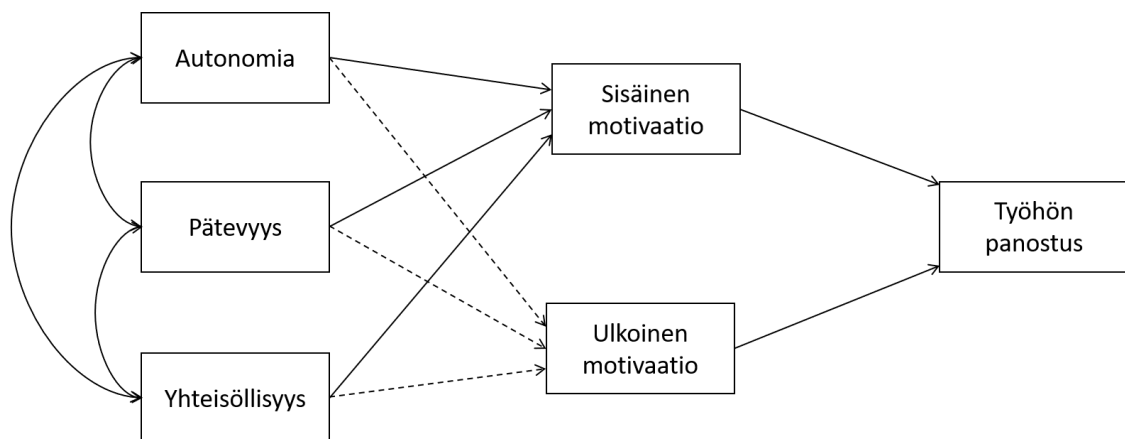 Autonomia
Pätevyys
Yhteisöllisyys
Sisäinen
motivaatio
Ulkoinen
motivaatio
Työhön
panostus